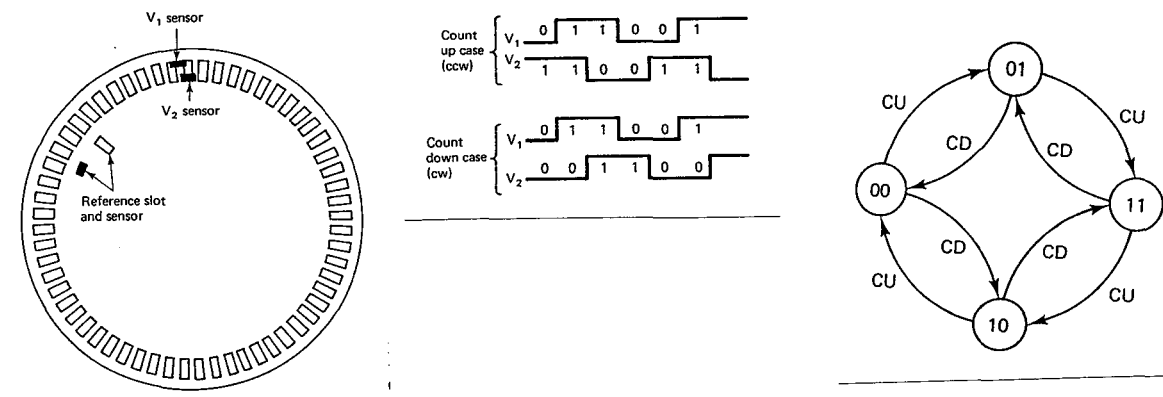 V1 sensor
V2 sensor
Reference slot
and sensor
Count
up case
(ccw)
V1
0 1 1 0 0 1
V2
1 1 0 0 1 1
Count
down case
(cw)
V1
0 1 1 0 0 1
V2
0 0 1 1 0 0
01
CU
CU
CD
CD
00
11
CD
CD
CU
CU
10